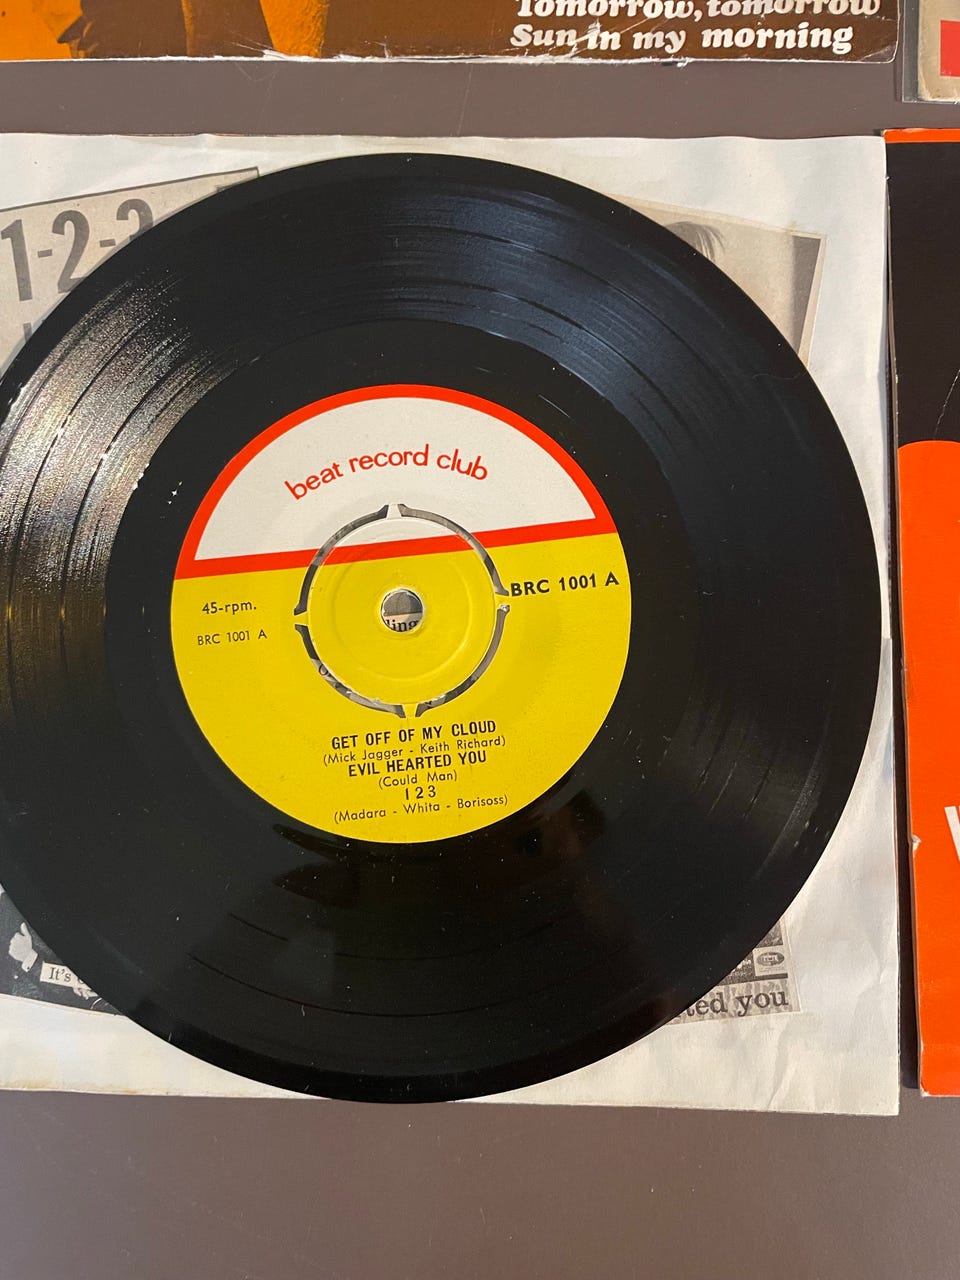 Tomorrow, tomorrow
Sun in my morning
1-2-3
beat record club
45-rpm.
BRC 1001 A
BRC 1001 A
ling
GET OFF OF MY CLOUD
(Mick Jagger - Keith Richard)
EVIL HEARTED YOU
(Could Man)
1 2 3
(Madara - Whita - Borisoss)
It's
ted you